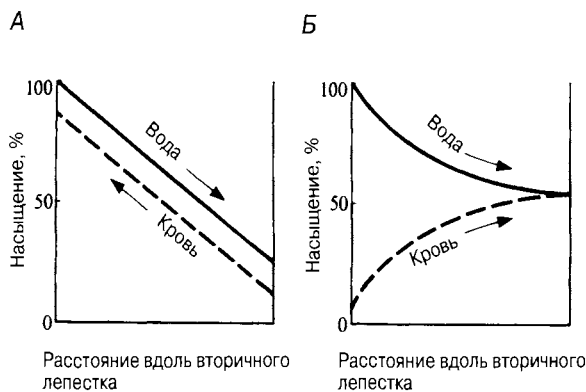 А
100
50
0
Насыщение, %
Вода
Кровь
Расстояние вдоль вторичного
лепестка
Б
100
50
0
Насыщение, %
Вода
Кровь
Расстояние вдоль вторичного
лепестка